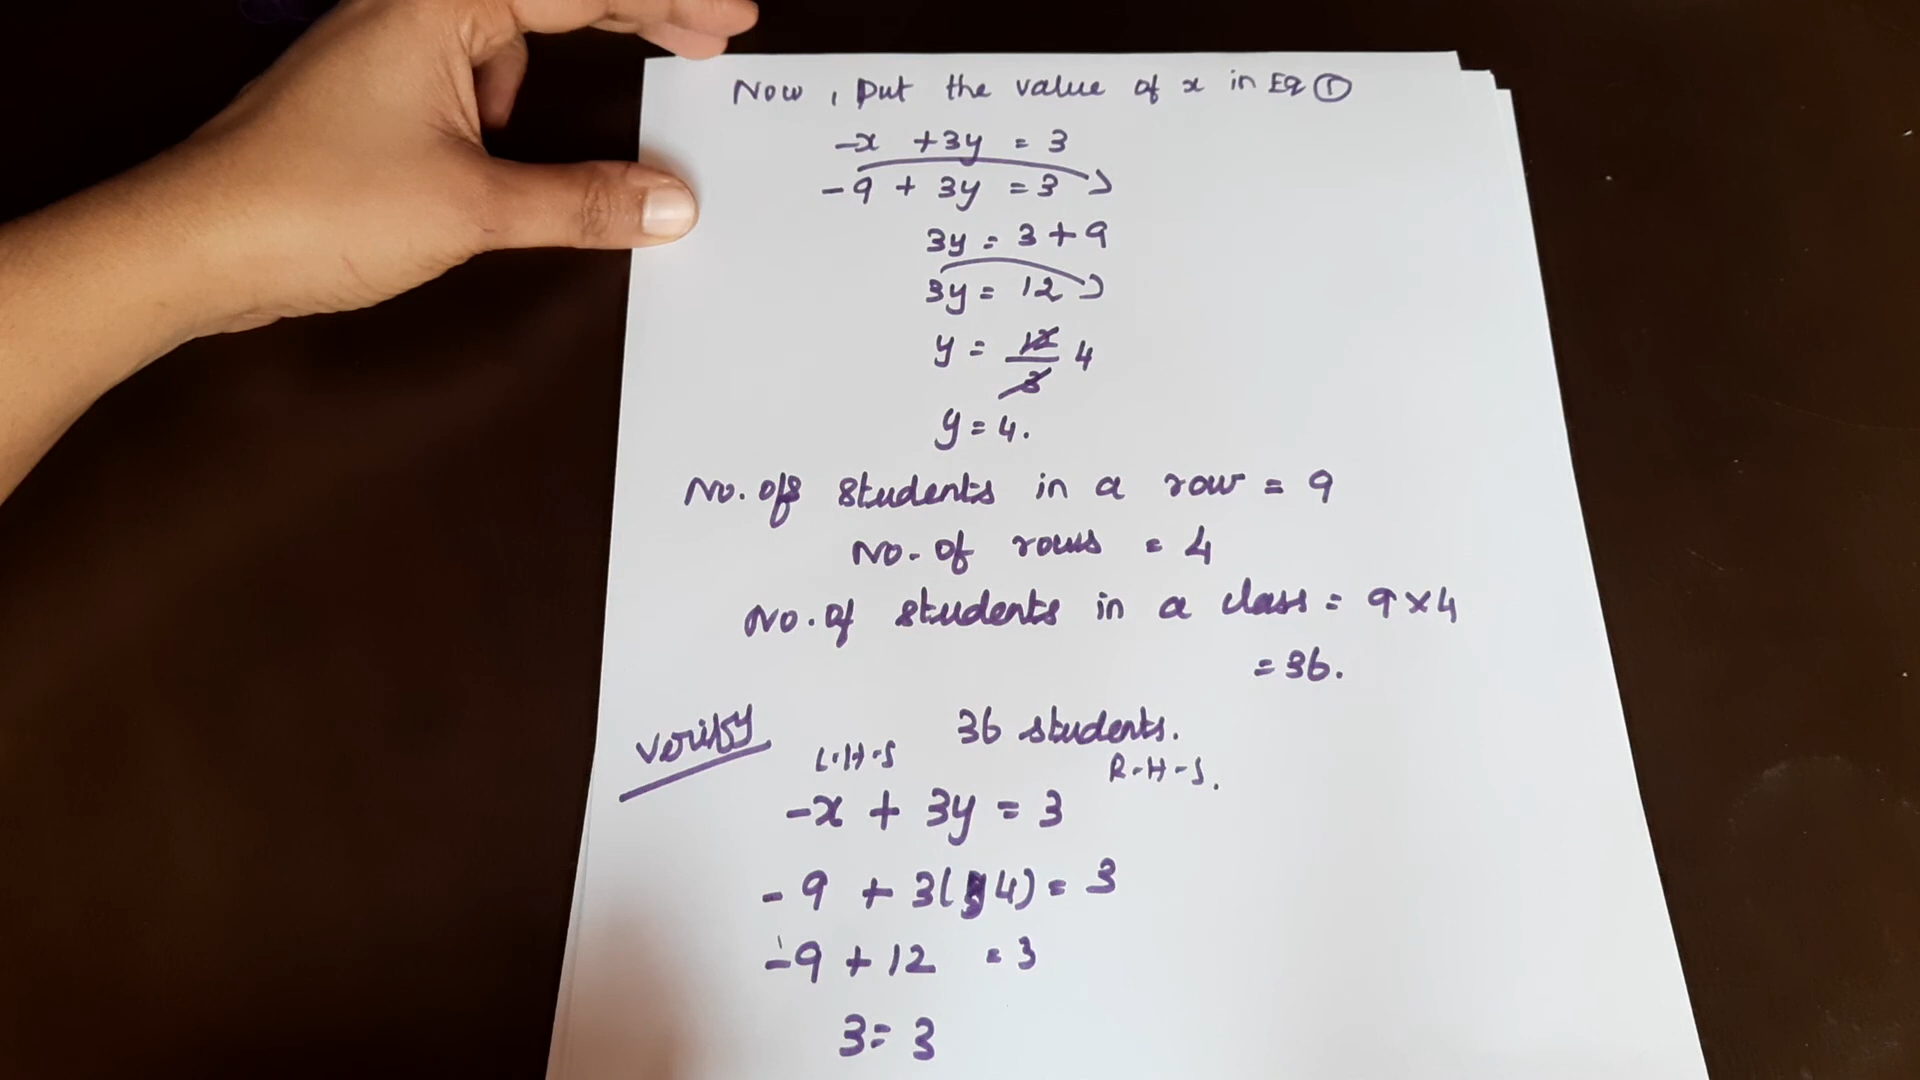 Now, Put the value of x in Eq ①
-x + 3y = 3
-9 + 3y = 3
3y = 3 + 9
3y = 12
y = 12/3 4
y = 4.
No. of students in a row = 9
No. of rows = 4
No. of students in a class = 9 x 4
= 36.
36 students.
Verify
L.H.S R.H.S.
-x + 3y = 3
-9 + 3(4) = 3
-9 + 12 = 3
3 = 3